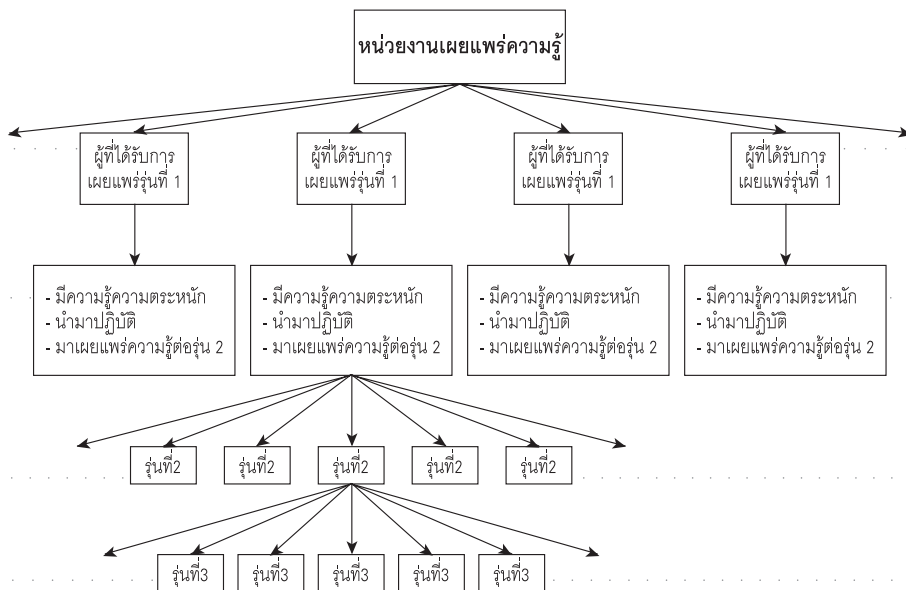 หน่วยงานเผยแพร่ความรู้
ผู้ที่ได้รับการ
เผยแพร่รุ่นที่ 1
ผู้ที่ได้รับการ
เผยแพร่รุ่นที่ 1
ผู้ที่ได้รับการ
เผยแพร่รุ่นที่ 1
ผู้ที่ได้รับการ
เผยแพร่รุ่นที่ 1
- มีความรู้ความตระหนัก
- นำมาปฏิบัติ
- มาเผยแพร่ความรู้ต่อรุ่น 2
- มีความรู้ความตระหนัก
- นำมาปฏิบัติ
- มาเผยแพร่ความรู้ต่อรุ่น 2
- มีความรู้ความตระหนัก
- นำมาปฏิบัติ
- มาเผยแพร่ความรู้ต่อรุ่น 2
- มีความรู้ความตระหนัก
- นำมาปฏิบัติ
- มาเผยแพร่ความรู้ต่อรุ่น 2
รุ่นที่2
รุ่นที่2
รุ่นที่2
รุ่นที่2
รุ่นที่2
รุ่นที่3
รุ่นที่3
รุ่นที่3
รุ่นที่3
รุ่นที่3